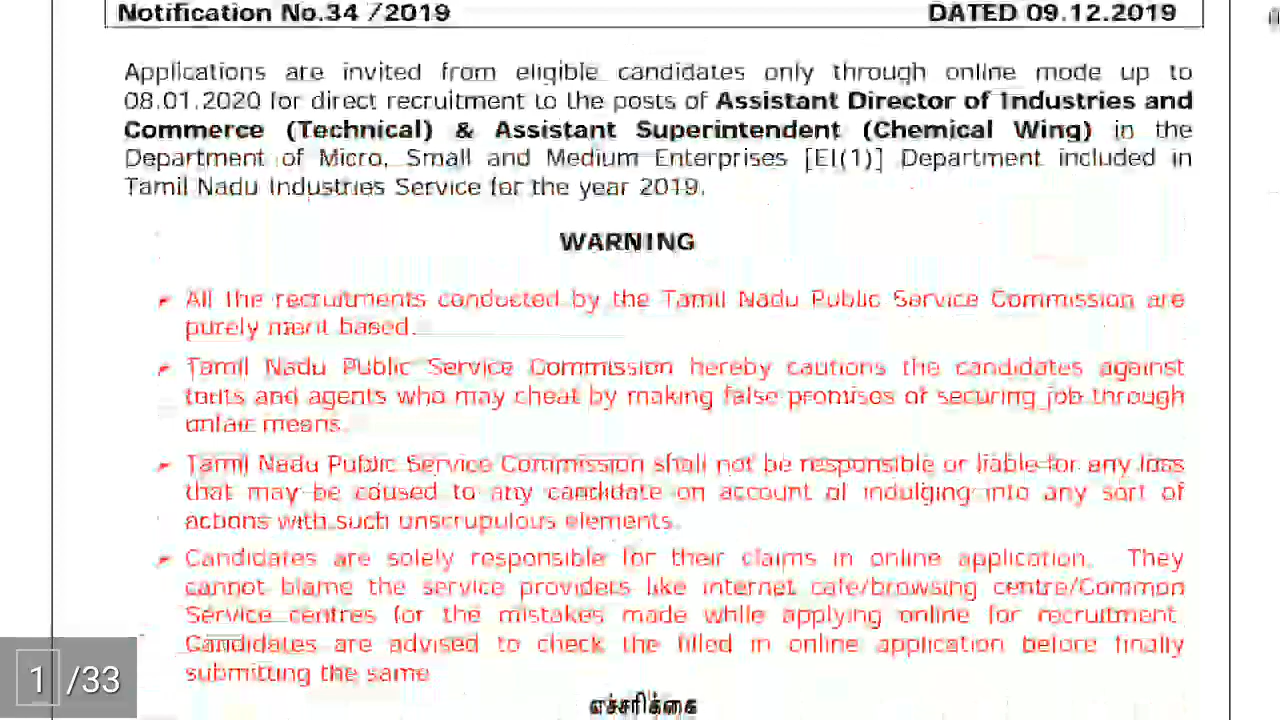 Notification No.34 /2019 DATED 09.12.2019
Applications are invited from eligible candidates only through online mode up to
08.01.2020 for direct recruitment to the posts of Assistant Director of Industries and
Commerce (Technical) & Assistant Superintendent (Chemical Wing) in the
Department of Micro, Small and Medium Enterprises [EI(1)] Department included in
Tamil Nadu Industries Service for the year 2019.
WARNING
➢ All the recruitments conducted by the Tamil Nadu Public Service Commission are
purely merit based.
➢ Tamil Nadu Public Service Commission hereby cautions the candidates against
touts and agents who may cheat by making false promises of securing job through
unfair means.
➢ Tamil Nadu Public Service Commission shall not be responsible or liable for any loss
that may be caused to any candidate on account of indulging into any sort of
actions with such unscrupulous elements.
➢ Candidates are solely responsible for their claims in online application. They
cannot blame the service providers like internet cafe/browsing centre/Common
Service centres for the mistakes made while applying online for recruitment.
Candidates are advised to check the filled in online application before finally
submitting the same
எச்சரிக்கை
1 /33